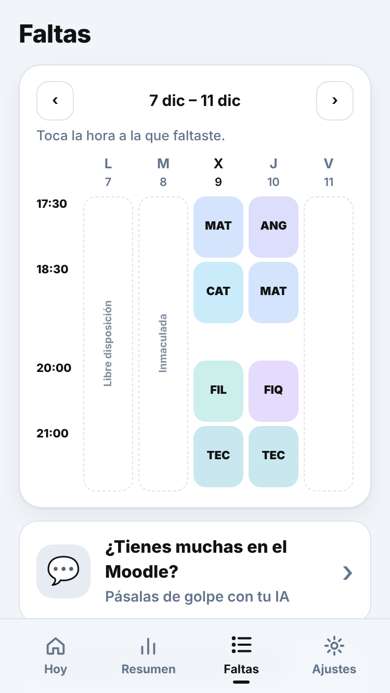 Faltas
‹ 7 dic – 11 dic ›
Toca la hora a la que faltaste.
L M X J V
7 8 9 10 11
17:30 MAT ANG
18:30 CAT MAT
Libre disposición
Inmaculada
20:00 FIL FIQ
21:00 TEC TEC
¿Tienes muchas en el
Moodle?
Pásalas de golpe con tu IA
Hoy Resumen Faltas Ajustes